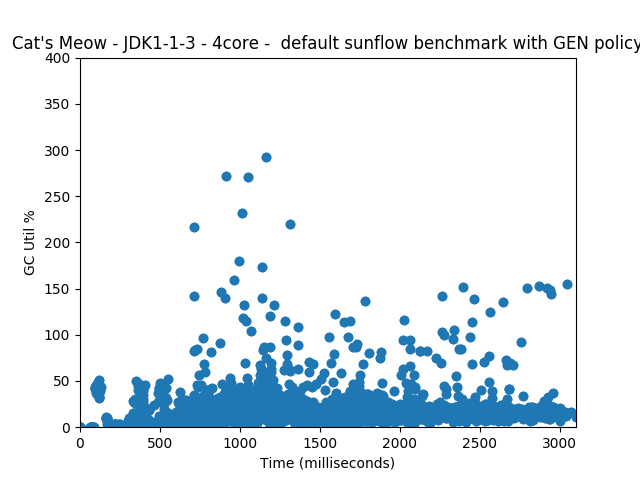 Cat's Meow - JDK1-1-3 - 4core -  default sunflow benchmark with GEN policy
400
350
300
250
200
150
100
50
0
GC Util %
0 500 1000 1500 2000 2500 3000
Time (milliseconds)